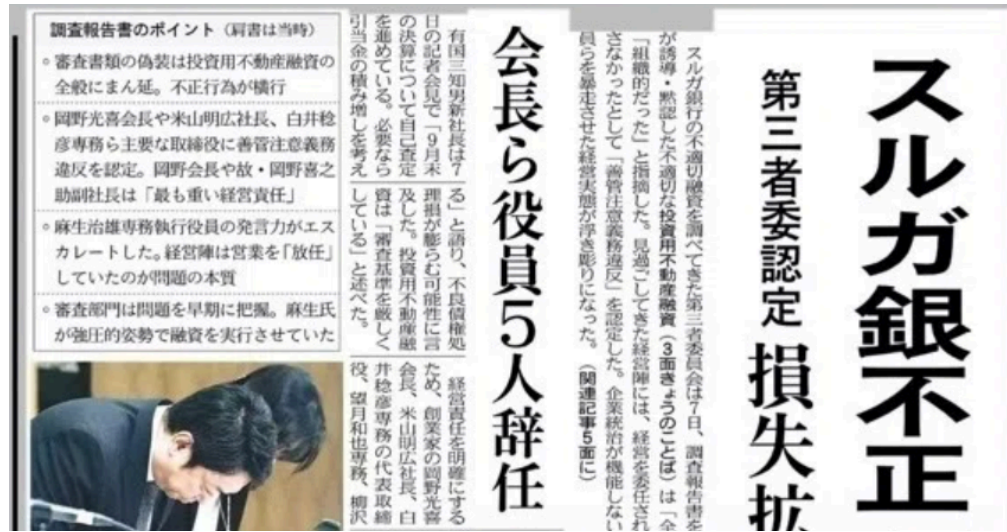 スルガ銀不正
第三者委認定 損失拡
スルガ銀行の不適切融資を調べてきた第三者委員会は7日、調査報告書を
が誘導・黙認した不適切な投資用不動産融資(3面きょうのことば)は「全
「組織的だった」と指摘した。見過ごしてきた経営陣には、経営を委任され
さなかったとして「善管注意義務違反」を認定した。企業統治が機能しない
員らを暴走させた経営実態が浮き彫りになった。(関連記事5面に)
会長ら役員5人辞任
有国三知男新社長は7
日の記者会見で「9月末
の決算について自己査定
を進めている。必要なら
引当金の積み増しを考え
る」と語り、不良債権処
理損が膨らむ可能性に言
及した。投資用不動産融
資は「審査基準を厳しく
している」と述べた。
経営責任を明確にする
ため、創業家の岡野光喜
会長、米山明広社長、白
井稔彦専務の代表取締
役、望月和也専務、柳沢
調査報告書のポイント(肩書は当時)
◦審査書類の偽装は投資用不動産融資の
全般にまん延。不正行為が横行
◦岡野光喜会長や米山明広社長、白井稔
彦専務ら主要な取締役に善管注意義務
違反を認定。岡野会長や故・岡野喜之
助副社長は「最も重い経営責任」
◦麻生治雄専務執行役員の発言力がエス
カレートした。経営陣は営業を「放任」
していたのが問題の本質
◦審査部門は問題を早期に把握。麻生氏
が強圧的姿勢で融資を実行させていた